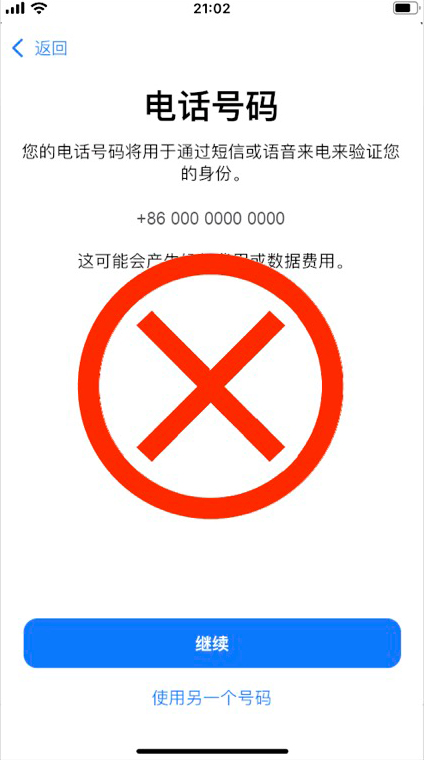 21:02
返回
电话号码
您的电话号码将用于通过短信或语音来电来验证您
的身份。
+86 000 0000 0000
这可能会产生 或数据费用。
继续
使用另一个号码